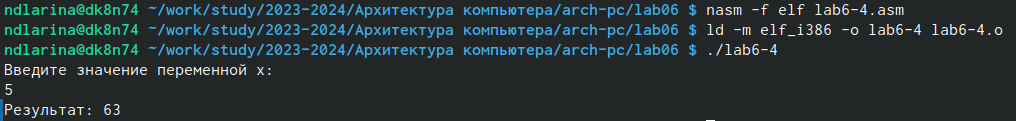 ndlarina@dk8n74 ~/work/study/2023-2024/Архитектура компьютера/arch-pc/lab06 $ nasm -f elf lab6-4.asm
ndlarina@dk8n74 ~/work/study/2023-2024/Архитектура компьютера/arch-pc/lab06 $ ld -m elf_i386 -o lab6-4 lab6-4.o
ndlarina@dk8n74 ~/work/study/2023-2024/Архитектура компьютера/arch-pc/lab06 $ ./lab6-4
Введите значение переменной х:
5
Результат: 63